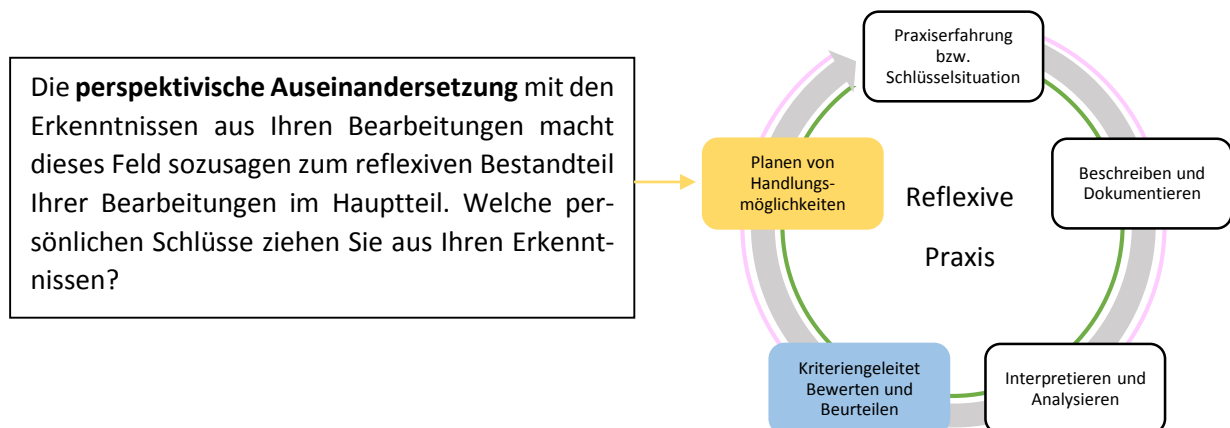 Die perspektivische Auseinandersetzung mit den
Erkenntnissen aus Ihren Bearbeitungen macht
dieses Feld sozusagen zum reflexiven Bestandteil
Ihrer Bearbeitungen im Hauptteil. Welche per-
sönlichen Schlüsse ziehen Sie aus Ihren Erkennt-
nissen?
Praxiserfahrung
bzw.
Schlüsselsituation
Beschreiben und
Dokumentieren
Interpretieren und
Analysieren
Kriteriengeleitet
Bewerten und
Beurteilen
Planen von
Handlungs-
möglichkeiten
Reflexive
Praxis